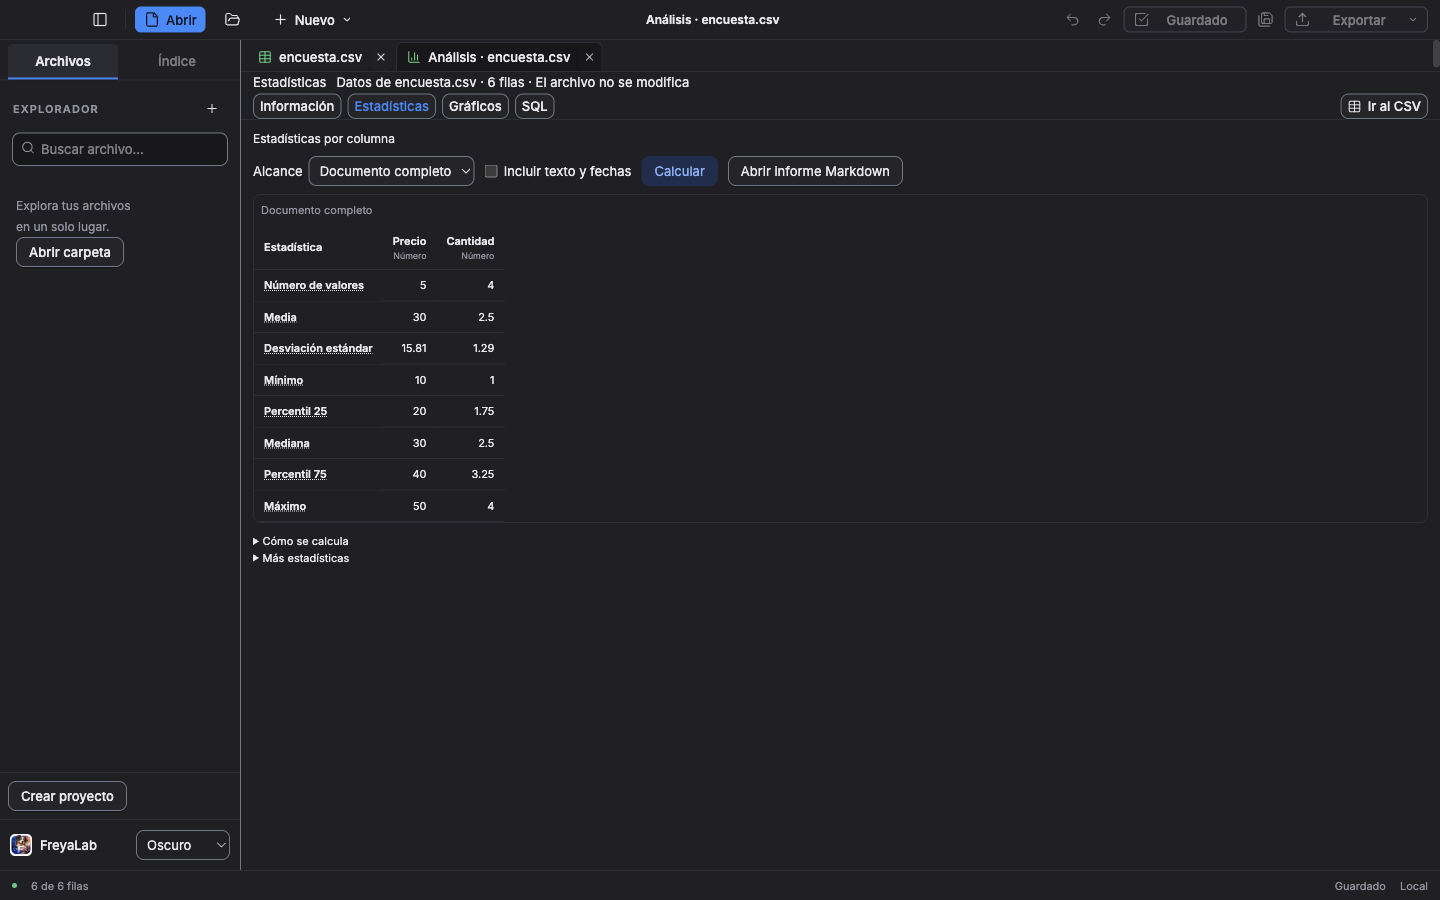 Abrir
Nuevo
Análisis · encuesta.csv
Guardado
Exportar
Archivos
Índice
encuesta.csv
Análisis · encuesta.csv
EXPLORADOR
Buscar archivo...
Explora tus archivos
en un solo lugar.
Abrir carpeta
Estadísticas Datos de encuesta.csv · 6 filas · El archivo no se modifica
Información Estadísticas Gráficos SQL
Ir al CSV
Estadísticas por columna
Alcance Documento completo Incluir texto y fechas Calcular Abrir informe Markdown
Documento completo
Estadística Precio Cantidad
Número Número
Número de valores 5 4
Media 30 2.5
Desviación estándar 15.81 1.29
Mínimo 10 1
Percentil 25 20 1.75
Mediana 30 2.5
Percentil 75 40 3.25
Máximo 50 4
Cómo se calcula
Más estadísticas
Crear proyecto
FreyaLab
Oscuro
6 de 6 filas
Guardado Local